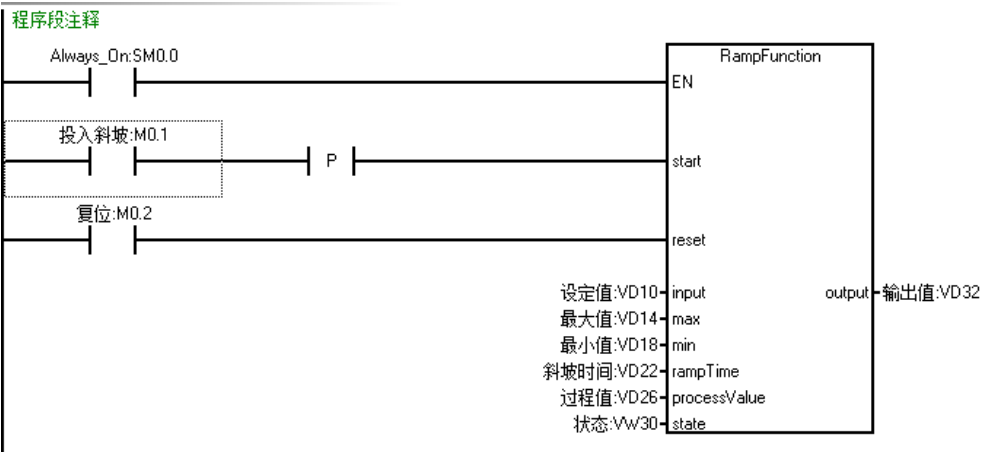 程序段注释
Always_On:SM0.0
RampFunction
EN
投入斜坡:M0.1
P
start
复位:M0.2
reset
设定值:VD10 input
output 输出值:VD32
最大值:VD14 max
最小值:VD18 min
斜坡时间:VD22 rampTime
过程值:VD26 processValue
状态:VW30 state